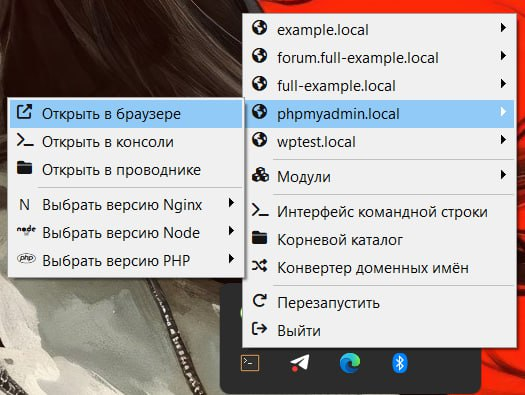 example.local
forum.full-example.local
full-example.local
phpmyadmin.local
wptest.local
Модули
Интерфейс командной строки
Корневой каталог
Конвертер доменных имён
Перезапустить
Выйти
Открыть в браузере
Открыть в консоли
Открыть в проводнике
N Выбрать версию Nginx
node Выбрать версию Node
php Выбрать версию PHP